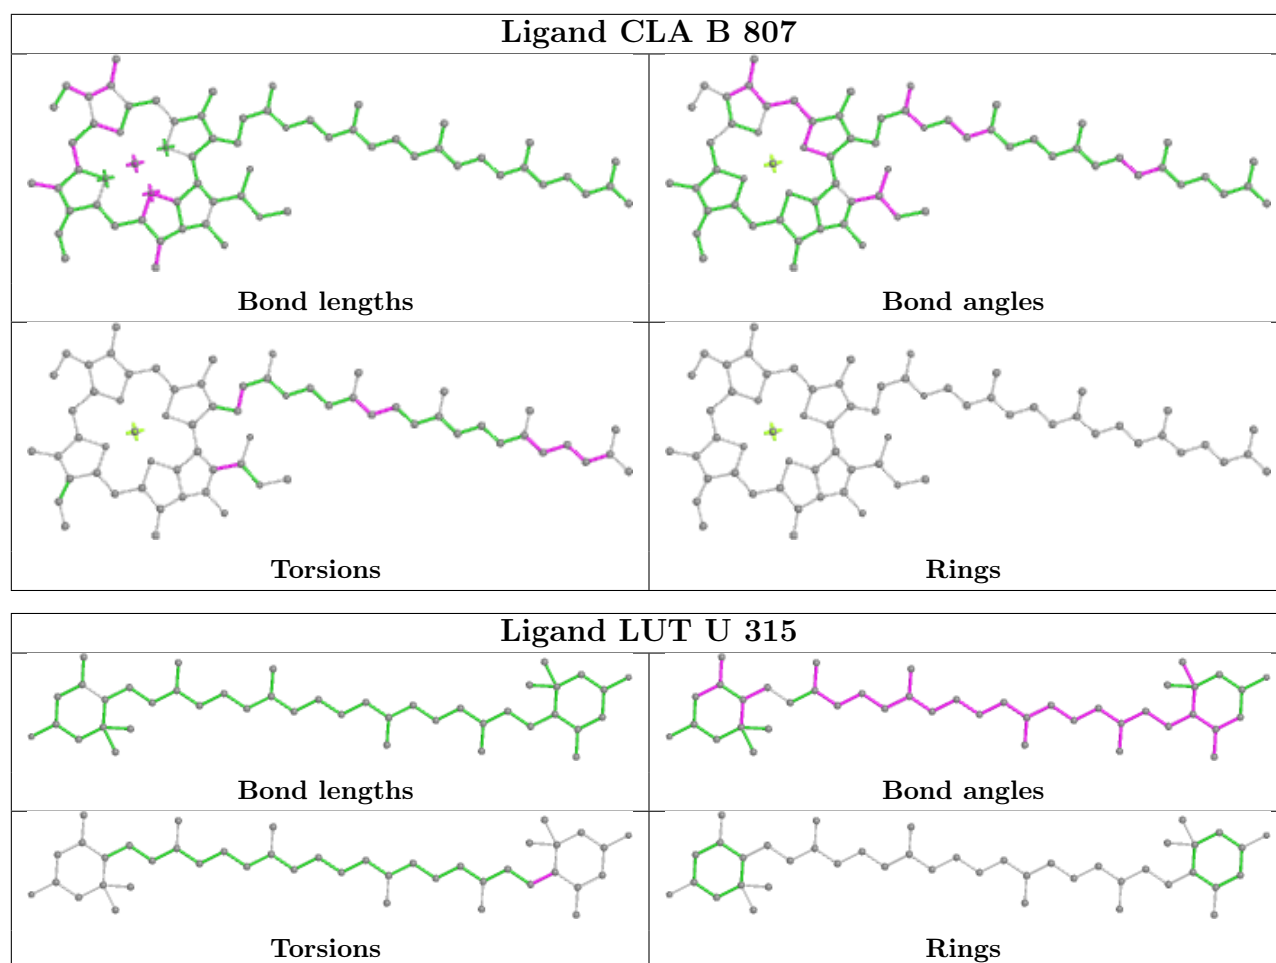 Ligand CLA B 807
Bond lengths
Bond angles
Torsions
Rings
Ligand LUT U 315
Bond lengths
Bond angles
Torsions
Rings